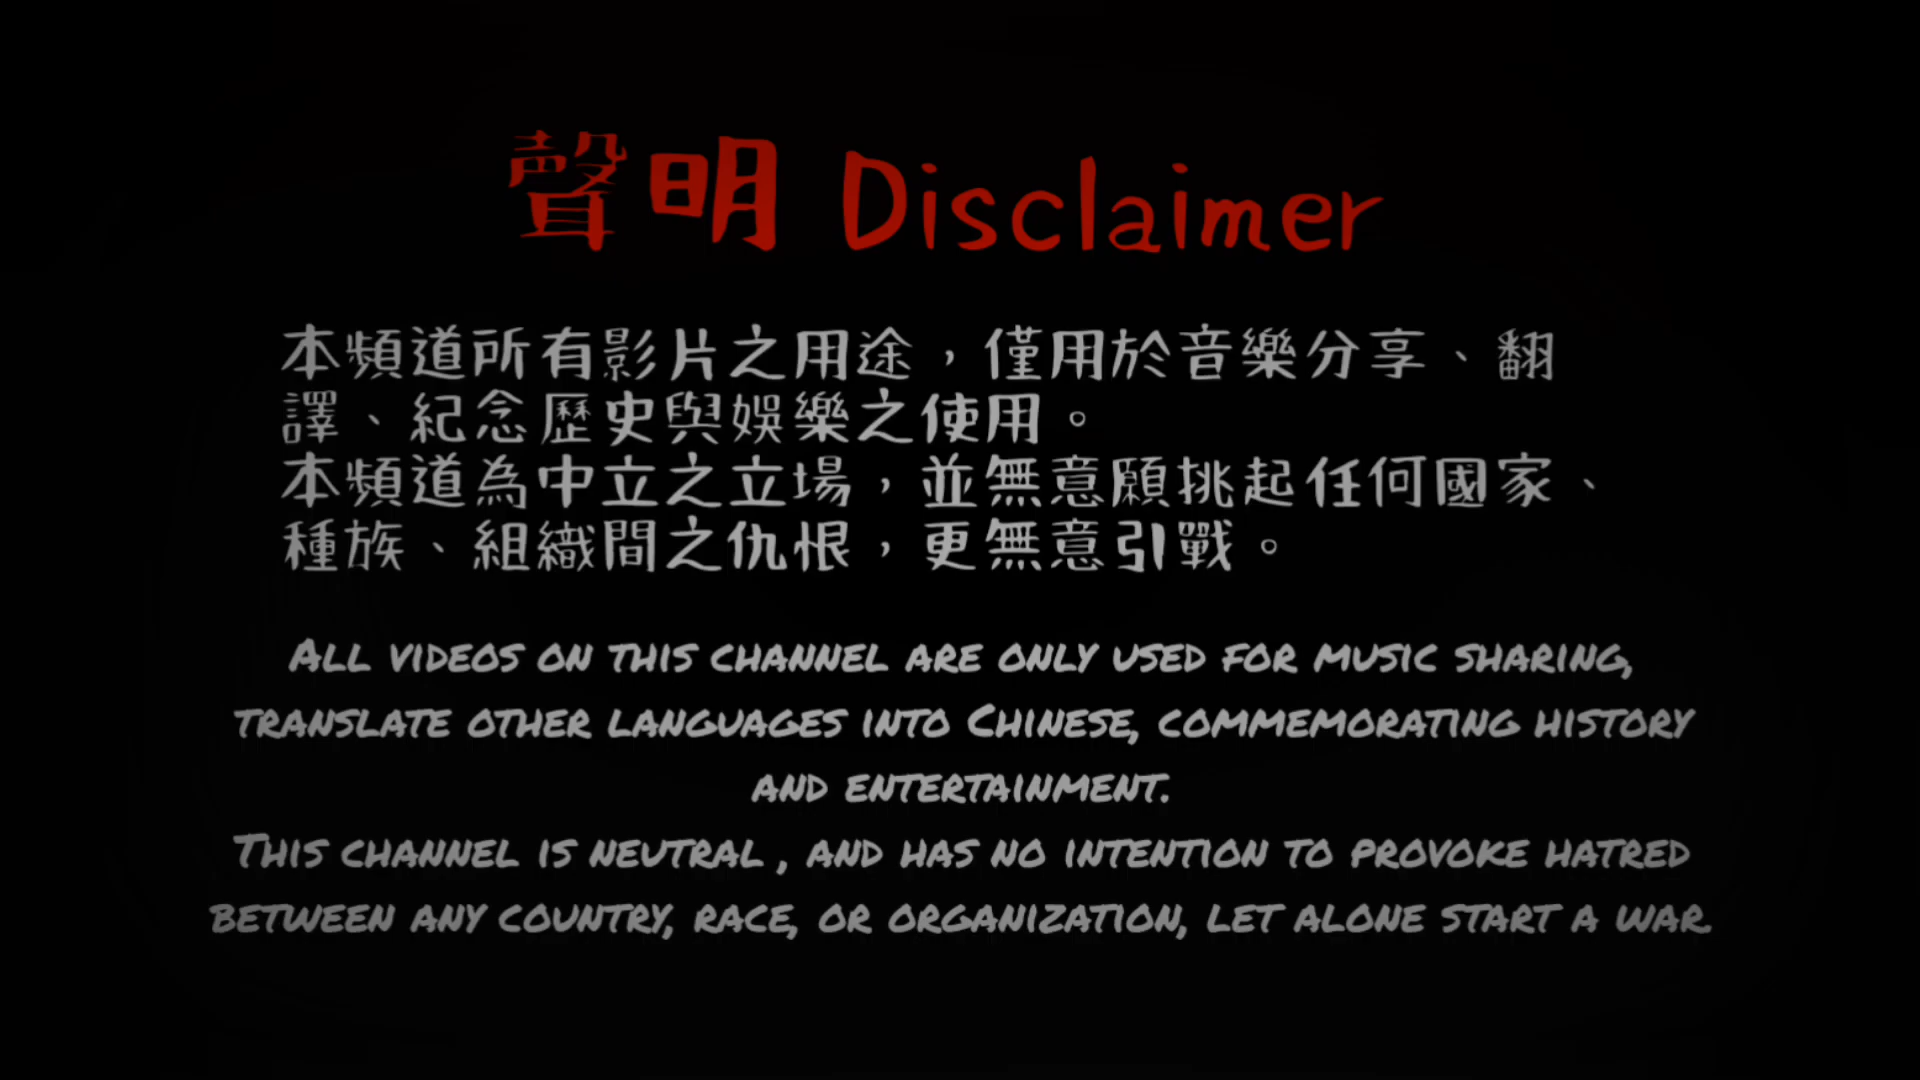 聲明 Disclaimer
本頻道所有影片之用途，僅用於音樂分享、翻
譯、紀念歷史與娛樂之使用。
本頻道為中立之立場，並無意願挑起任何國家、
種族、組織間之仇恨，更無意引戰。
All videos on this channel are only used for music sharing,
translate other languages into Chinese, commemorating history
and entertainment.
This channel is neutral , and has no intention to provoke hatred
between any country, race, or organization, let alone start a war.